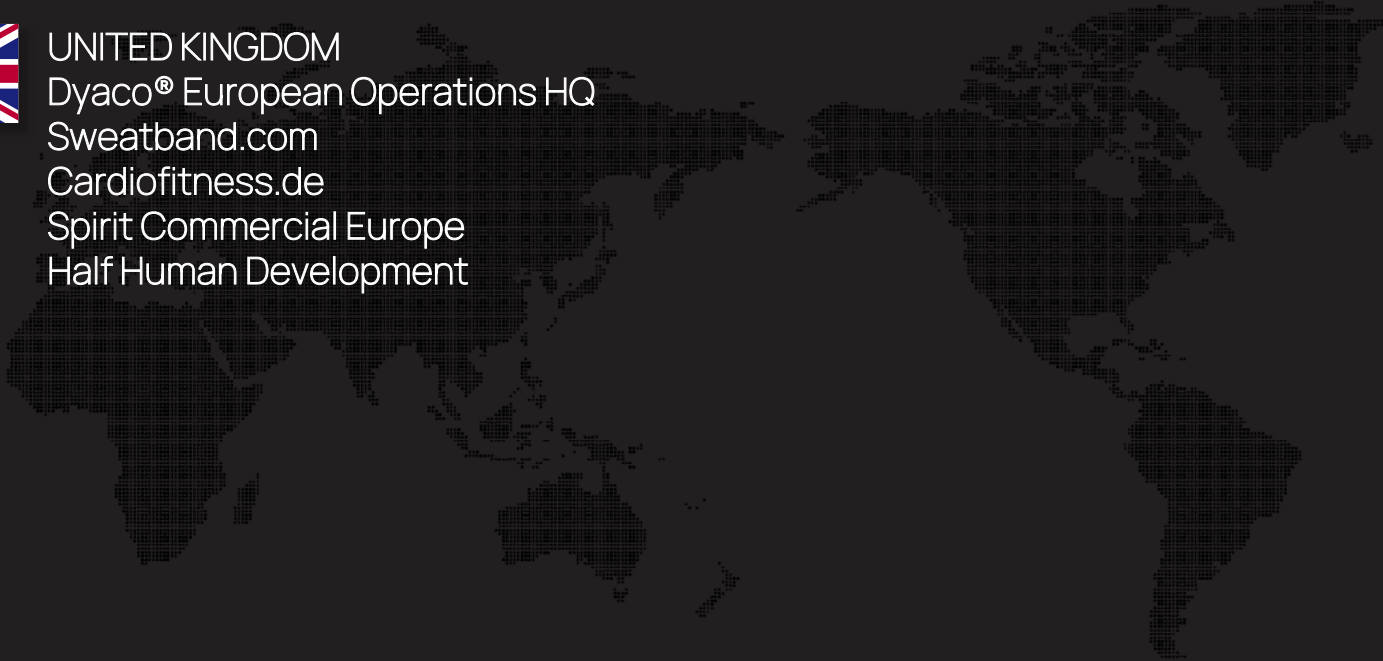 UNITED KINGDOM
Dyaco® European Operations HQ
Sweatband.com
Cardiofitness.de
Spirit Commercial Europe
Half Human Development